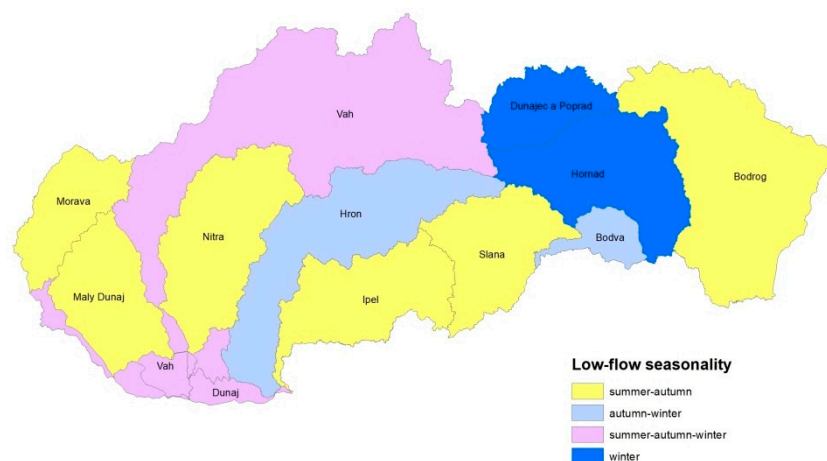 Dunajec a Poprad
Vah
Hornad
Bodrog
Morava
Hron
Nitra
Bodva
Slana
Maly Dunaj
Ipel
Vah
Dunaj
Low-flow seasonality
summer-autumn
autumn-winter
summer-autumn-winter
winter